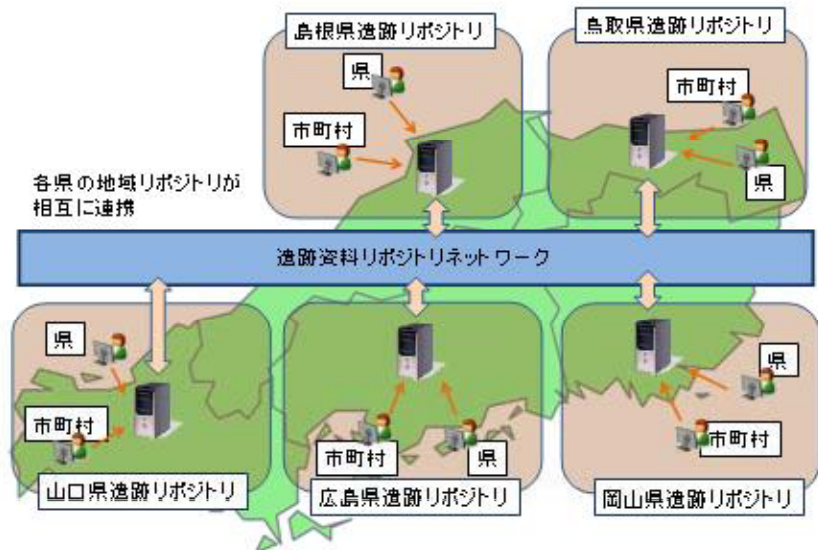 島根県遺跡リポジトリ
県
市町村
鳥取県遺跡リポジトリ
市町村
県
各県の地域リポジトリが
相互に連携
遺跡資料リポジトリネットワーク
県
市町村
山口県遺跡リポジトリ
市町村
県
広島県遺跡リポジトリ
県
市町村
岡山県遺跡リポジトリ